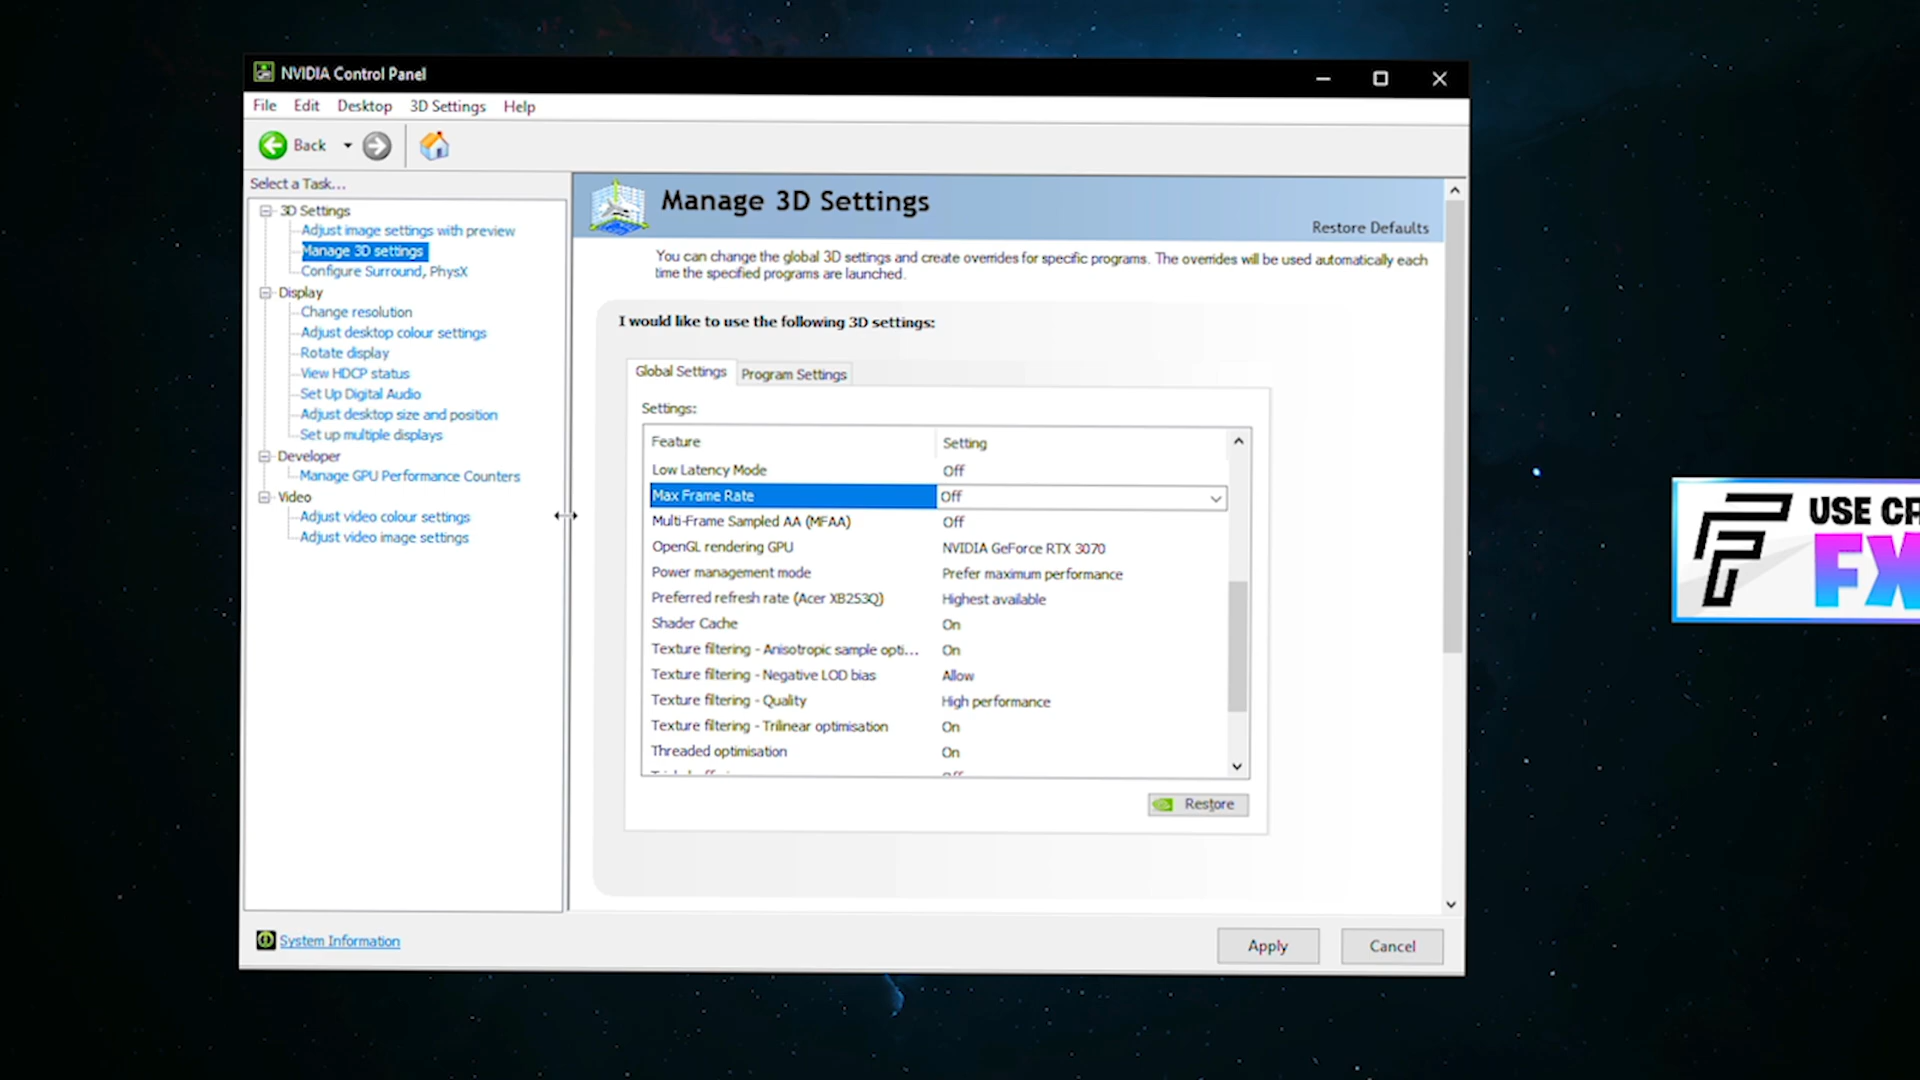 NVIDIA Control Panel
File Edit Desktop 3D Settings Help
Back
Select a Task...
3D Settings
Adjust image settings with preview
Manage 3D settings
Configure Surround, PhysX
Display
Change resolution
Adjust desktop colour settings
Rotate display
View HDCP status
Set Up Digital Audio
Adjust desktop size and position
Set up multiple displays
Developer
Manage GPU Performance Counters
Video
Adjust video colour settings
Adjust video image settings
System Information
Manage 3D Settings
Restore Defaults
You can change the global 3D settings and create overrides for specific programs. The overrides will be used automatically each
time the specified programs are launched.
I would like to use the following 3D settings:
Global Settings Program Settings
Settings:
Feature Setting
Low Latency Mode Off
Max Frame Rate Off
Multi-Frame Sampled AA (MFAA) Off
OpenGL rendering GPU NVIDIA GeForce RTX 3070
Power management mode Prefer maximum performance
Preferred refresh rate (Acer XB253Q) Highest available
Shader Cache On
Texture filtering - Anisotropic sample opti... On
Texture filtering - Negative LOD bias Allow
Texture filtering - Quality High performance
Texture filtering - Trilinear optimisation On
Threaded optimisation On
Restore
Apply Cancel
USE
FX